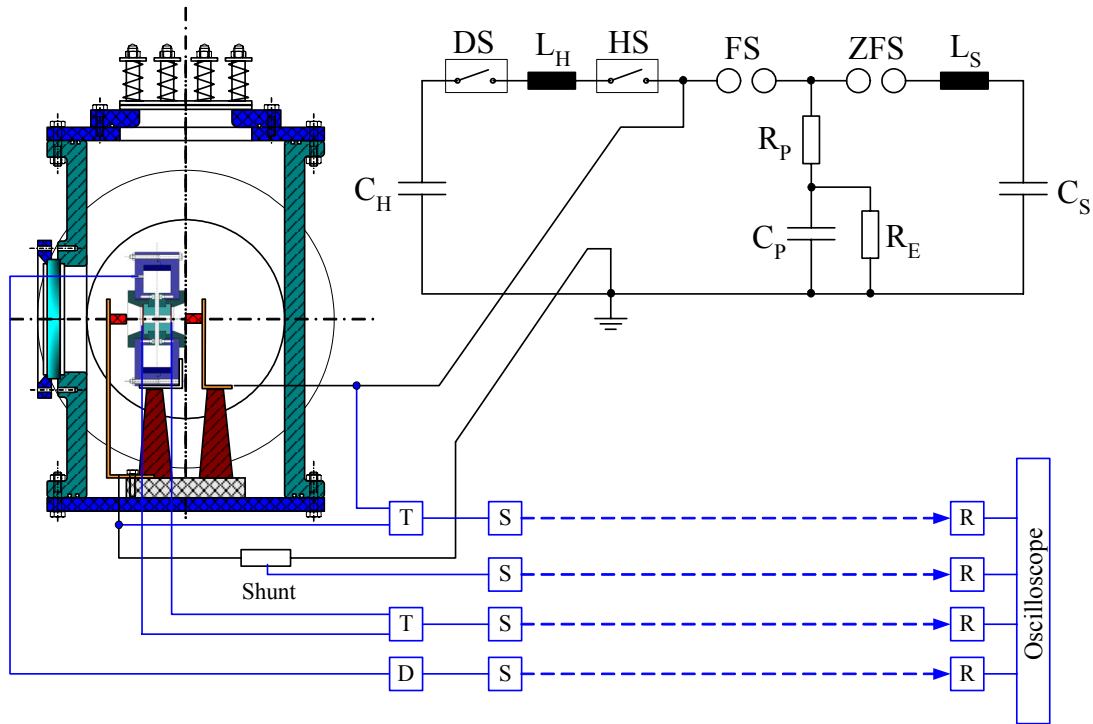 DS L_H HS FS ZFS L_S
R_P
C_H C_S
C_P R_E
T S R
Shunt S R
T S R
D S R
Oscilloscope